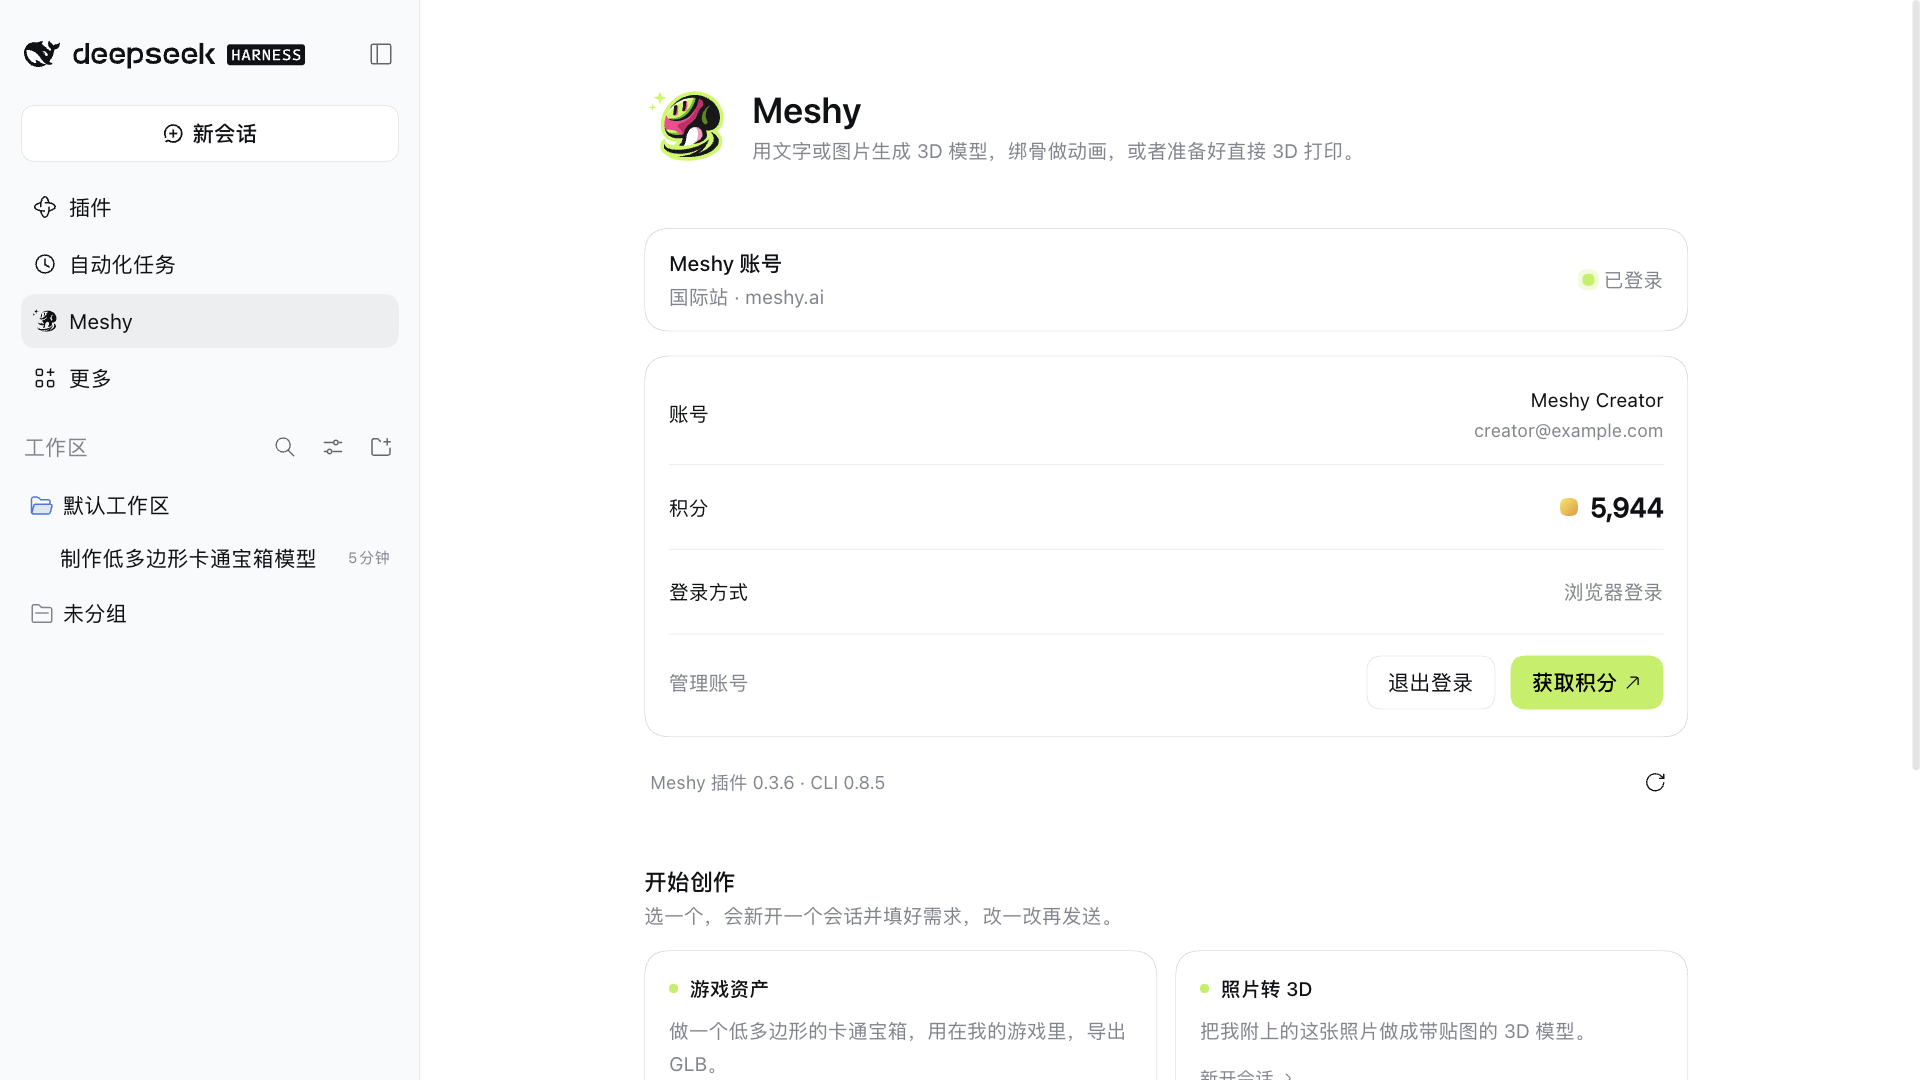 deepseek HARNESS
新会话
插件
自动化任务
Meshy
更多
工作区
默认工作区
制作低多边形卡通宝箱模型 5分钟
未分组
Meshy
用文字或图片生成 3D 模型，绑骨做动画，或者准备好直接 3D 打印。
Meshy 账号
国际站 · meshy.ai
已登录
账号
Meshy Creator
creator@example.com
积分
5,944
登录方式
浏览器登录
管理账号
退出登录
获取积分
Meshy 插件 0.3.6 · CLI 0.8.5
开始创作
选一个，会新开一个会话并填好需求，改一改再发送。
游戏资产
做一个低多边形的卡通宝箱，用在我的游戏里，导出
GLB。
照片转 3D
把我附上的这张照片做成带贴图的 3D 模型。
新开会话